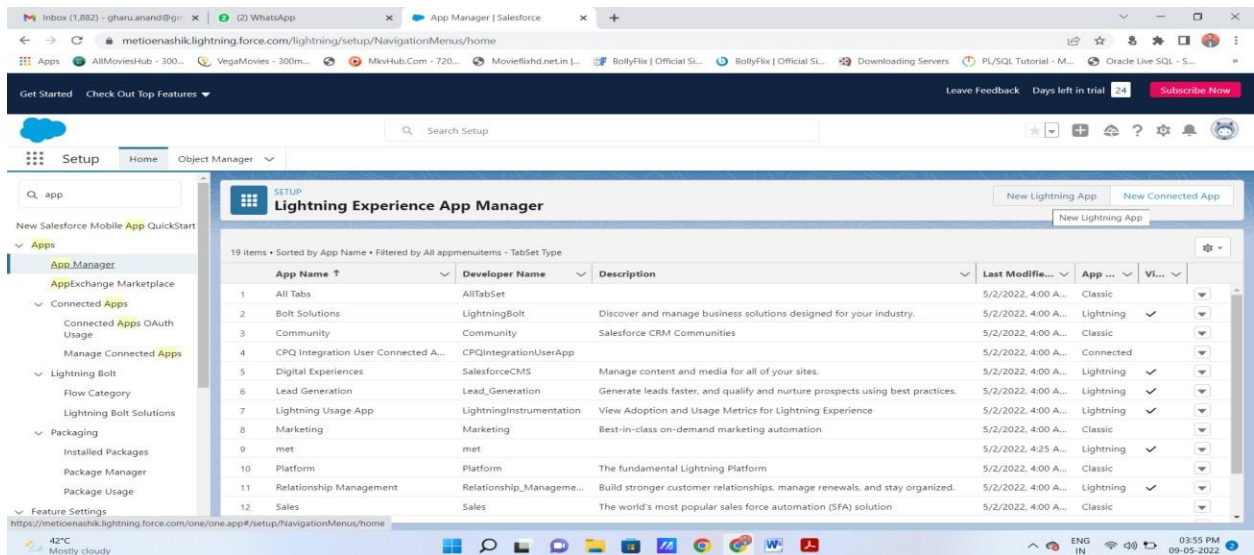 Inbox (1,882) - gharu.anand@gm
(2) WhatsApp
App Manager | Salesforce
metioenashik.lightning.force.com/lightning/setup/NavigationMenus/home
Apps AllMoviesHub - 300... VegaMovies - 300m... MkvHub.Com - 720... Movieflixhd.net.in |... BollyFlix | Official Si... BollyFlix | Official Si... Downloading Servers PL/SQL Tutorial - M... Oracle Live SQL - S... »
Get Started Check Out Top Features Leave Feedback Days left in trial 24 Subscribe Now
Search Setup
Setup Home Object Manager
app
New Salesforce Mobile App QuickStart
Apps
App Manager
AppExchange Marketplace
Connected Apps
Connected Apps OAuth
Usage
Manage Connected Apps
Lightning Bolt
Flow Category
Lightning Bolt Solutions
Packaging
Installed Packages
Package Manager
Package Usage
Feature Settings
SETUP
Lightning Experience App Manager
New Lightning App New Connected App
New Lightning App
19 items • Sorted by App Name • Filtered by All appmenuitems - TabSet Type
App Name ↑ Developer Name Description Last Modifie... App ... Vi...
1 All Tabs AllTabSet 5/2/2022, 4:00 A... Classic
2 Bolt Solutions LightningBolt Discover and manage business solutions designed for your industry. 5/2/2022, 4:00 A... Lightning ✓
3 Community Community Salesforce CRM Communities 5/2/2022, 4:00 A... Classic
4 CPQ Integration User Connected A... CPQIntegrationUserApp 5/2/2022, 4:00 A... Connected
5 Digital Experiences SalesforceCMS Manage content and media for all of your sites. 5/2/2022, 4:00 A... Lightning ✓
6 Lead Generation Lead_Generation Generate leads faster, and qualify and nurture prospects using best practices. 5/2/2022, 4:00 A... Lightning ✓
7 Lightning Usage App LightningInstrumentation View Adoption and Usage Metrics for Lightning Experience 5/2/2022, 4:00 A... Lightning ✓
8 Marketing Marketing Best-in-class on-demand marketing automation 5/2/2022, 4:00 A... Classic
9 met met 5/2/2022, 4:25 A... Lightning ✓
10 Platform Platform The fundamental Lightning Platform 5/2/2022, 4:00 A... Classic
11 Relationship Management Relationship_Manageme... Build stronger customer relationships, manage renewals, and stay organized. 5/2/2022, 4:00 A... Lightning ✓
12 Sales Sales The world's most popular sales force automation (SFA) solution 5/2/2022, 4:00 A... Classic
https://metioenashik.lightning.force.com/one/one.app#/setup/NavigationMenus/home
42°C
Mostly cloudy
ENG
IN
03:55 PM
09-05-2022
2